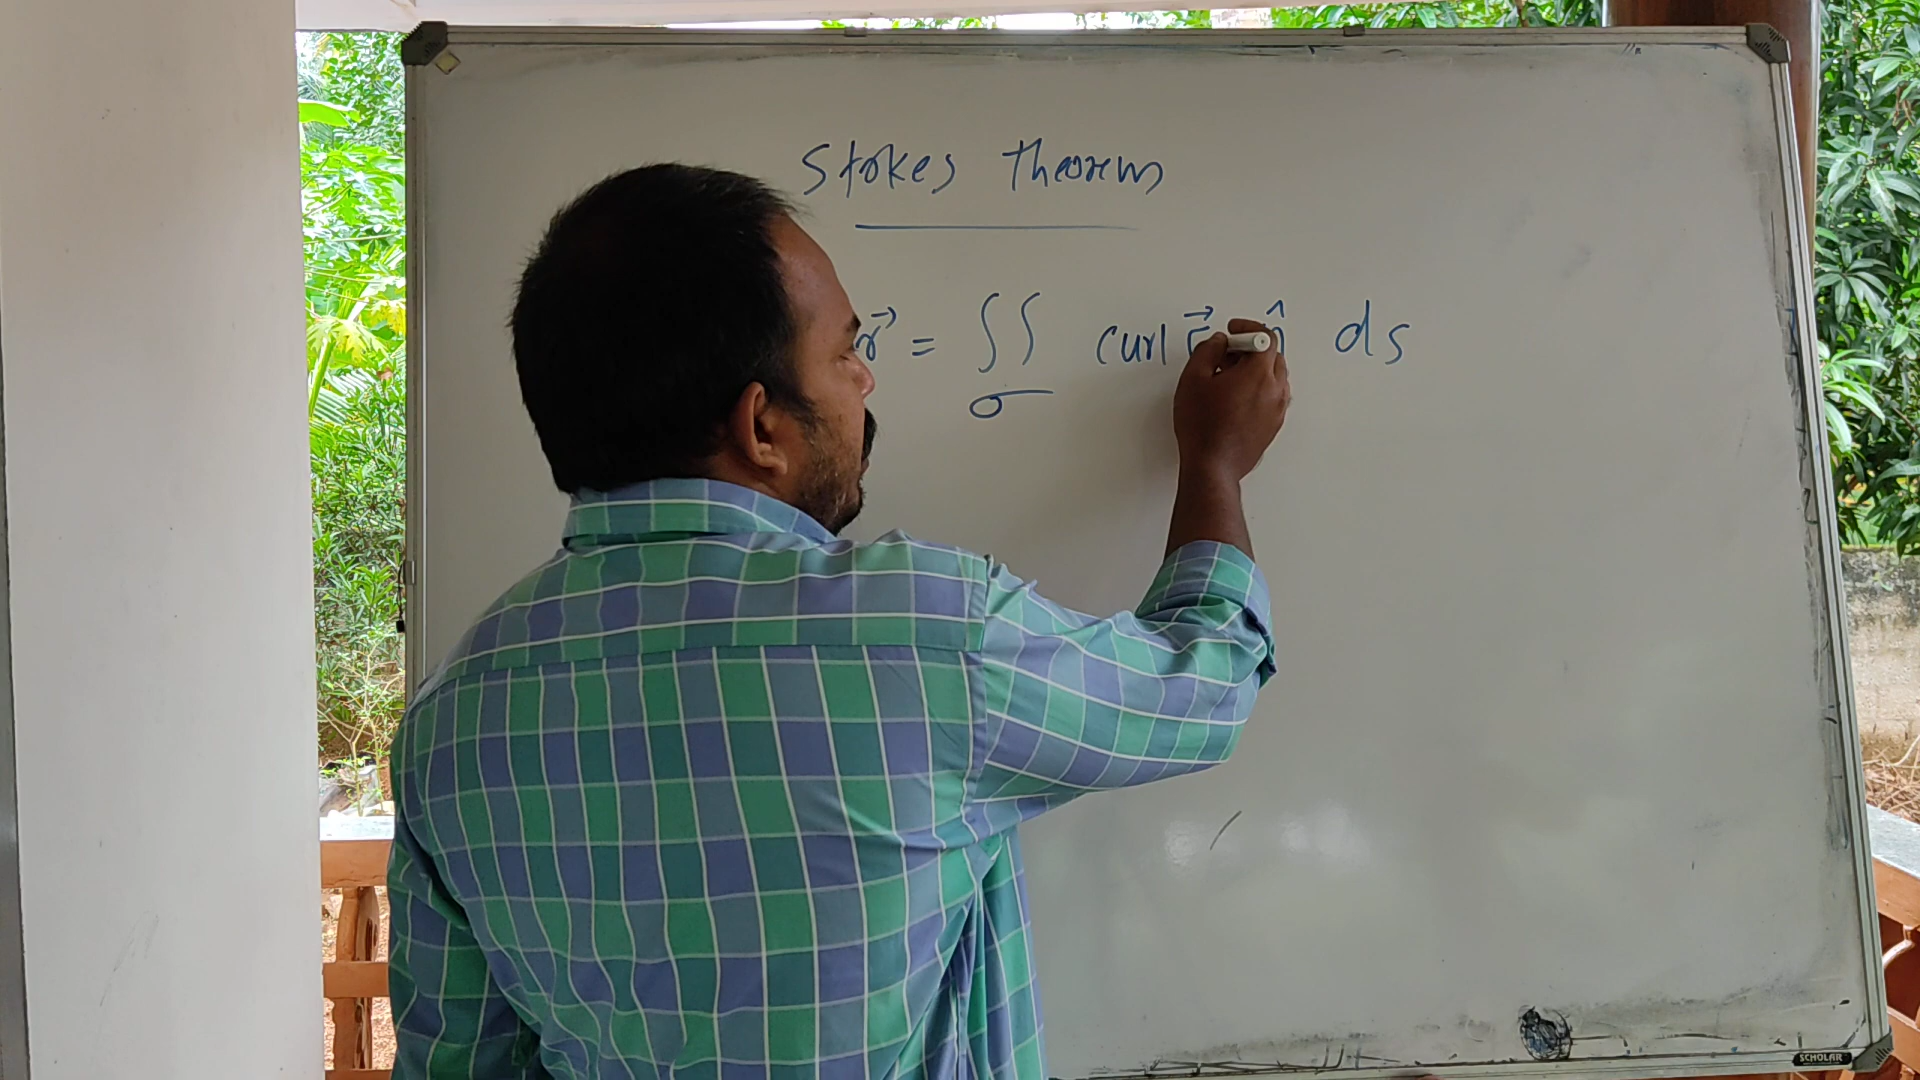 Stokes theorem
r⃗ = ∬ curl n̂ ds
σ
SCHOLAR